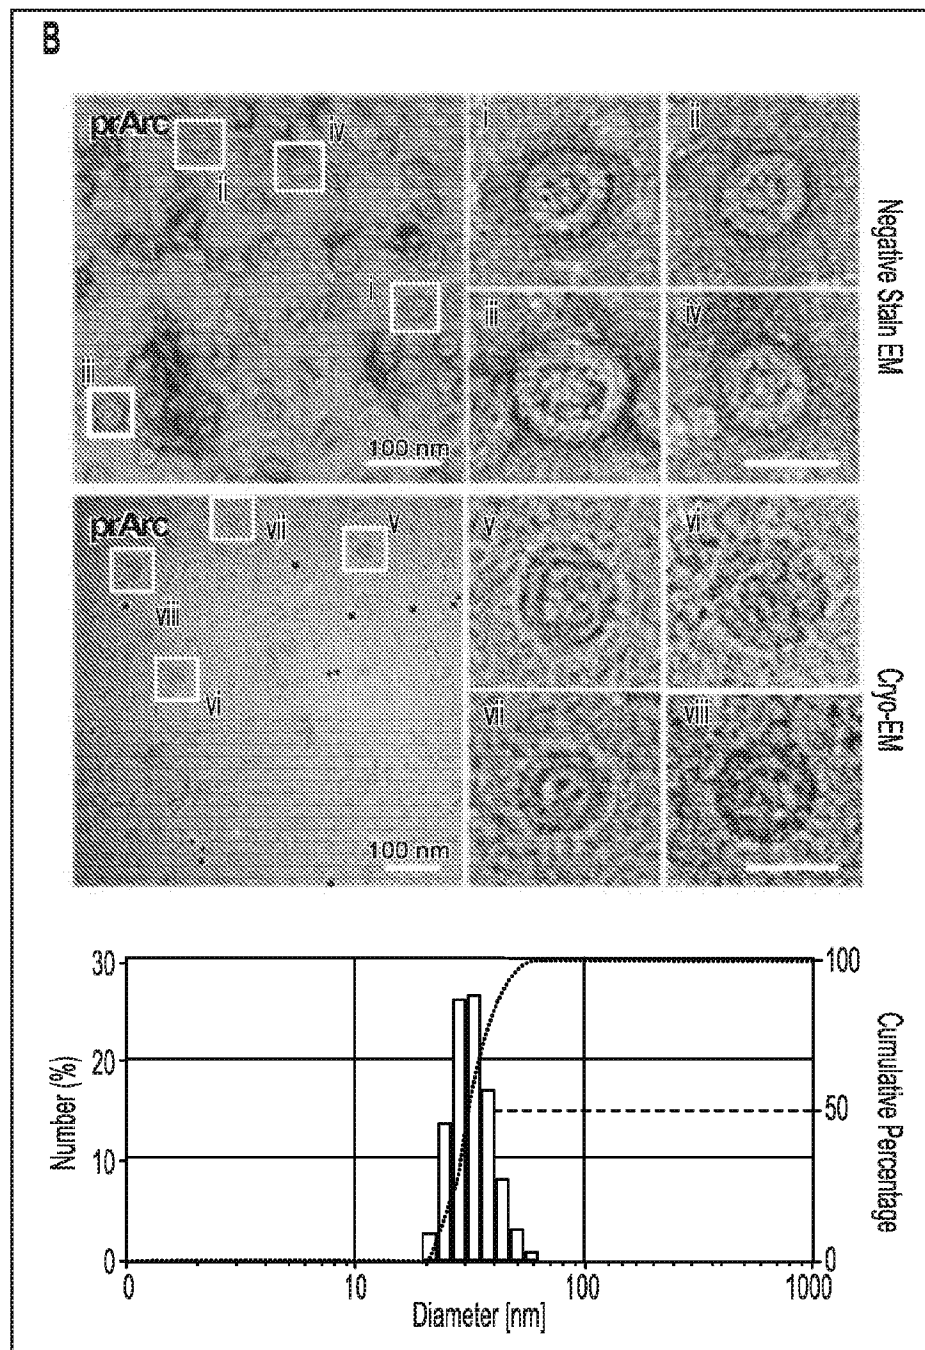 B
prArc
iv
ii
i
iii
100 nm
i
ii
iii
iv
Negative Stain EM
prArc
vii
v
viii
vi
100 nm
v
vi
vii
viii
Cryo-EM
30
20
10
0
Number (%)
100
50
0
Cumulative Percentage
0
10
100
1000
Diameter [nm]